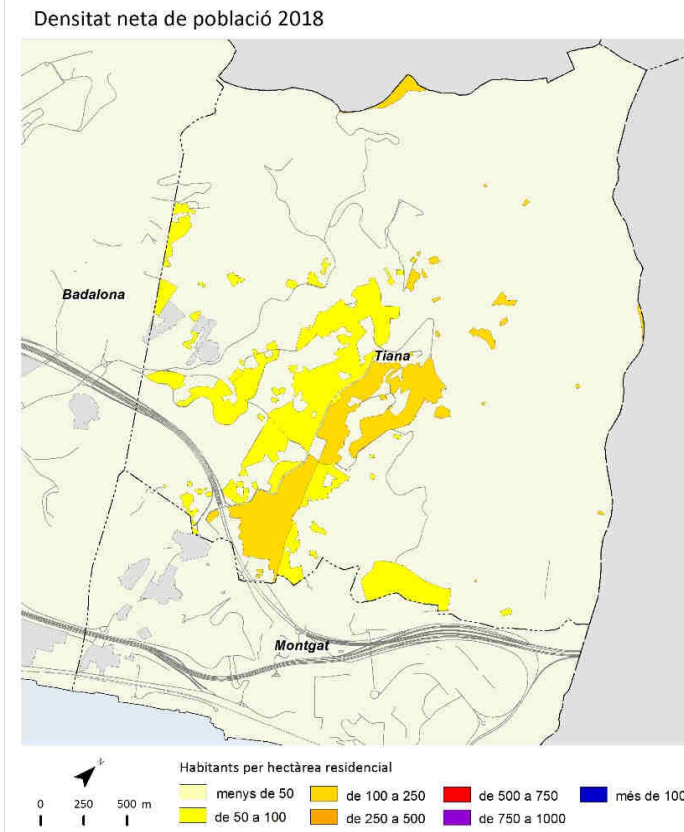 Densitat neta de població 2018
Badalona
Tiana
Montgat
N
Habitants per hectàrea residencial
menys de 50
de 100 a 250
de 500 a 750
més de 100
0 250 500 m
de 50 a 100
de 250 a 500
de 750 a 1000